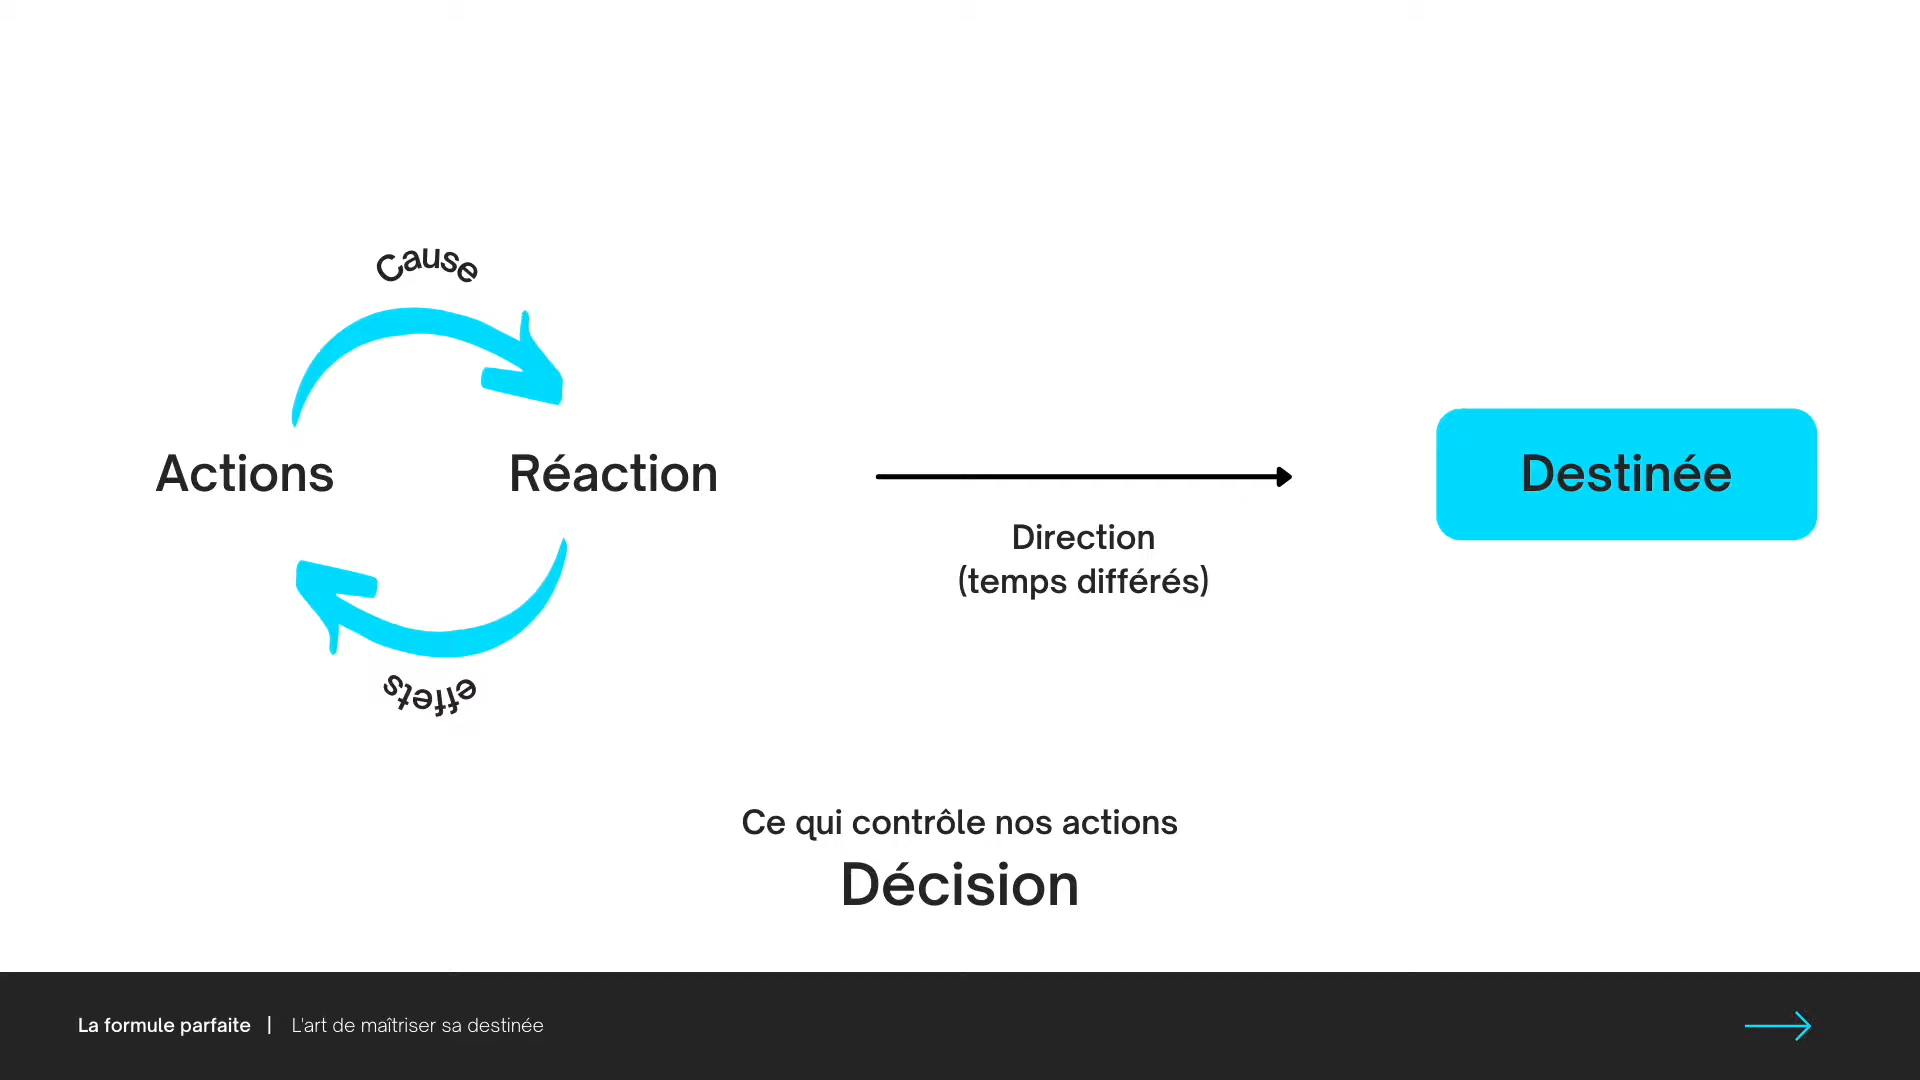 Cause
Actions
Réaction
effets
Direction
(temps différés)
Destinée
Ce qui contrôle nos actions
Décision
La formule parfaite | L'art de maîtriser sa destinée